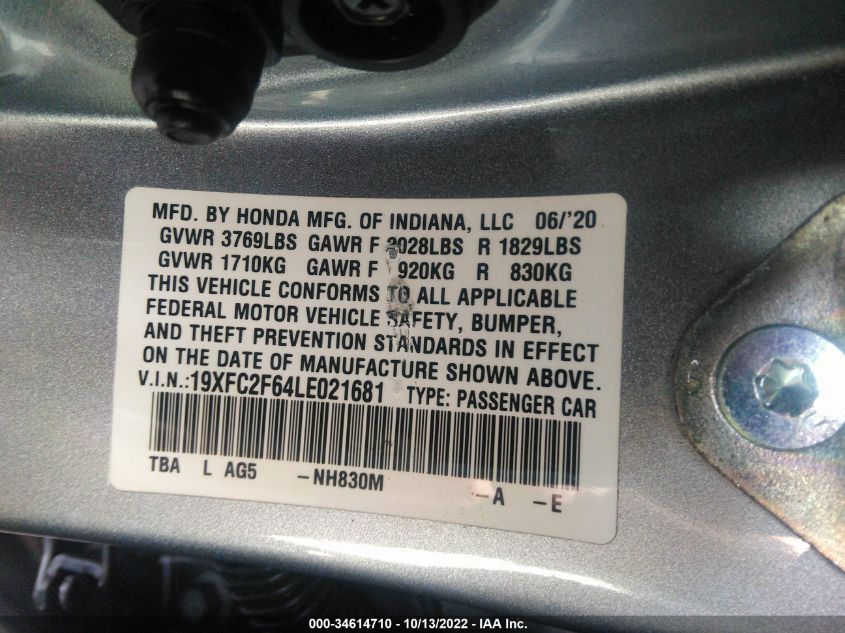 MFD. BY HONDA MFG. OF INDIANA, LLC 06/'20
GVWR 3769LBS GAWR F 2028LBS R 1829LBS
GVWR 1710KG GAWR F 920KG R 830KG
THIS VEHICLE CONFORMS TO ALL APPLICABLE
FEDERAL MOTOR VEHICLE SAFETY, BUMPER,
AND THEFT PREVENTION STANDARDS IN EFFECT
ON THE DATE OF MANUFACTURE SHOWN ABOVE.
V.I.N.:19XFC2F64LE021681 TYPE: PASSENGER CAR
TBA L AG5 -NH830M -A -E
000-34614710 - 10/13/2022 - IAA Inc.